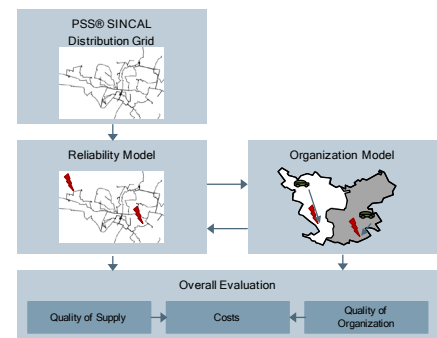 PSS® SINCAL
Distribution Grid
Reliability Model
Organization Model
Overall Evaluation
Quality of Supply
Costs
Quality of
Organization